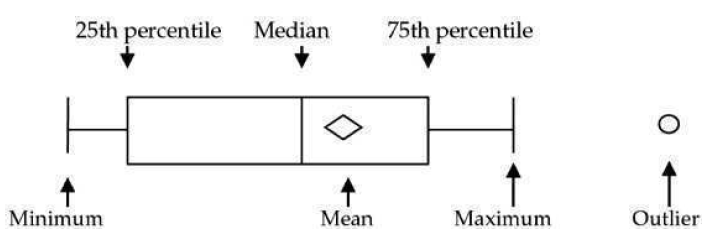 25th percentile Median 75th percentile
Minimum Mean Maximum Outlier